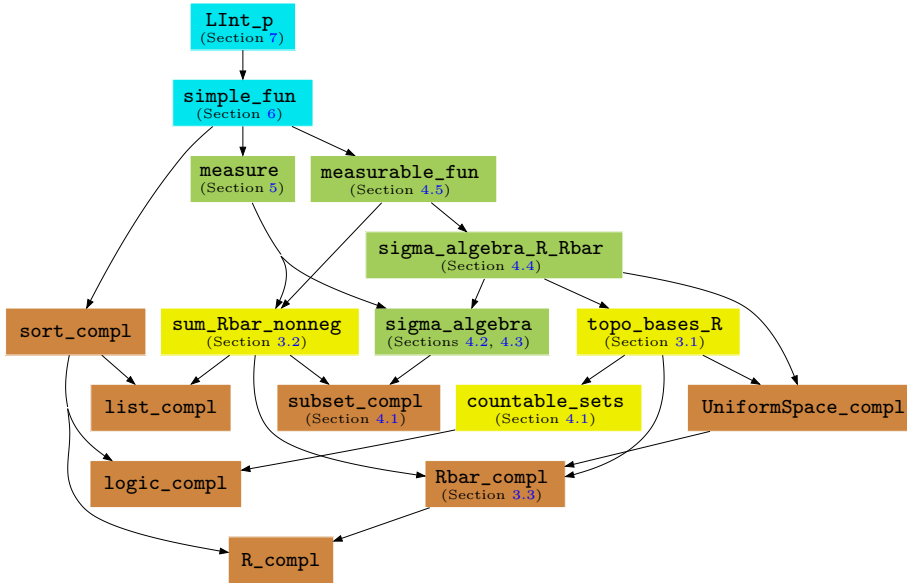 LInt_p
(Section 7)
simple_fun
(Section 6)
measure
(Section 5)
measurable_fun
(Section 4.5)
sigma_algebra_R_Rbar
(Section 4.4)
sort_compl
sum_Rbar_nonneg
(Section 3.2)
sigma_algebra
(Sections 4.2, 4.3)
topo_bases_R
(Section 3.1)
list_compl
subset_compl
(Section 4.1)
countable_sets
(Section 4.1)
UniformSpace_compl
logic_compl
Rbar_compl
(Section 3.3)
R_compl